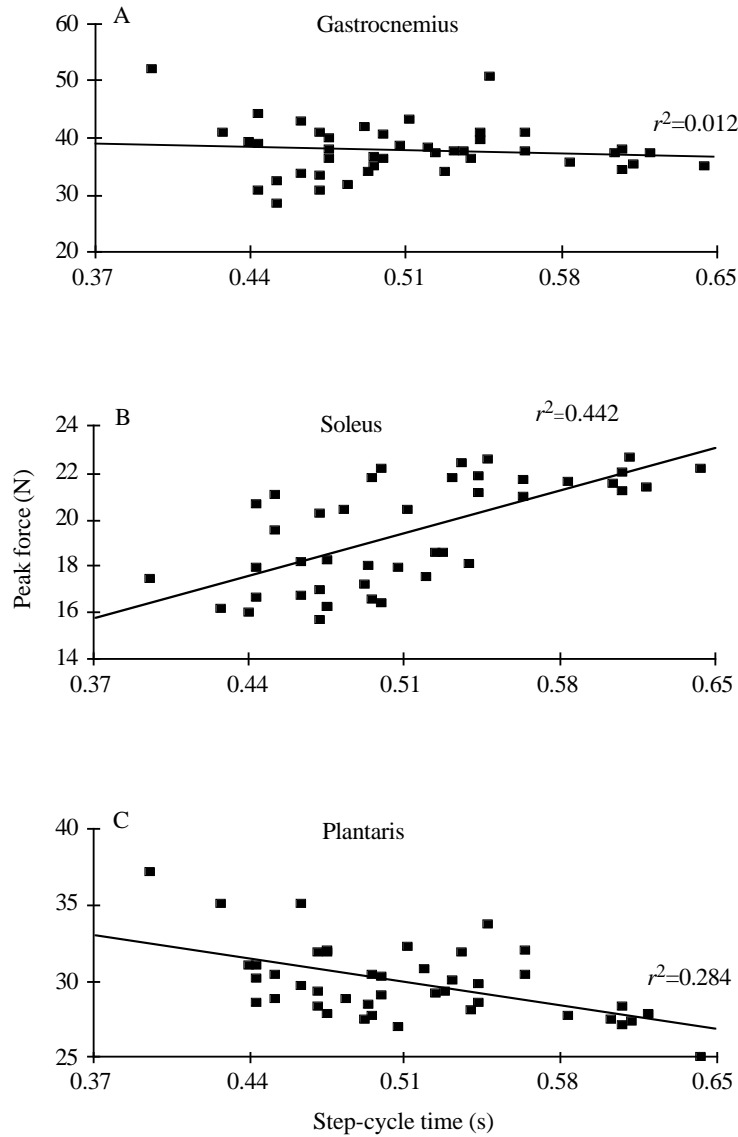 A
Gastrocnemius
60
50
40
30
20
r²=0.012
0.37 0.44 0.51 0.58 0.65
B
Soleus
r²=0.442
24
22
20
18
16
14
0.37 0.44 0.51 0.58 0.65
Peak force (N)
C
Plantaris
40
35
30
25
r²=0.284
0.37 0.44 0.51 0.58 0.65
Step-cycle time (s)